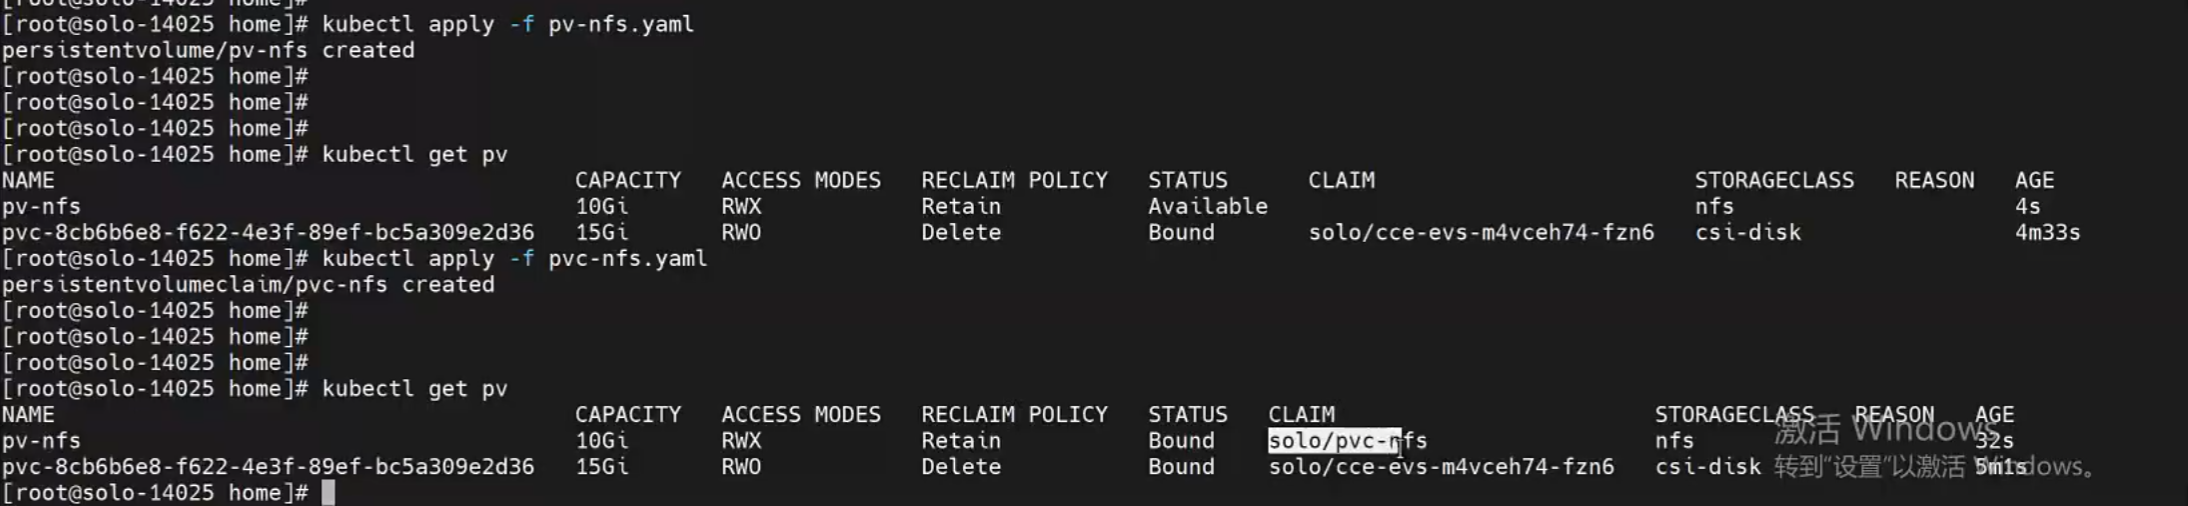 [root@solo-14025 home]#
[root@solo-14025 home]# kubectl apply -f pv-nfs.yaml
persistentvolume/pv-nfs created
[root@solo-14025 home]#
[root@solo-14025 home]#
[root@solo-14025 home]#
[root@solo-14025 home]# kubectl get pv
NAME CAPACITY ACCESS MODES RECLAIM POLICY STATUS CLAIM STORAGECLASS REASON AGE
pv-nfs 10Gi RWX Retain Available nfs 4s
pvc-8cb6b6e8-f622-4e3f-89ef-bc5a309e2d36 15Gi RWO Delete Bound solo/cce-evs-m4vceh74-fzn6 csi-disk 4m33s
[root@solo-14025 home]# kubectl apply -f pvc-nfs.yaml
persistentvolumeclaim/pvc-nfs created
[root@solo-14025 home]#
[root@solo-14025 home]#
[root@solo-14025 home]#
[root@solo-14025 home]# kubectl get pv
NAME CAPACITY ACCESS MODES RECLAIM POLICY STATUS CLAIM STORAGECLASS REASON AGE
pv-nfs 10Gi RWX Retain Bound solo/pvc-nfs nfs 32s
pvc-8cb6b6e8-f622-4e3f-89ef-bc5a309e2d36 15Gi RWO Delete Bound solo/cce-evs-m4vceh74-fzn6 csi-disk 5m1s
[root@solo-14025 home]#
激活 Windows
转到“设置”以激活 Windows。